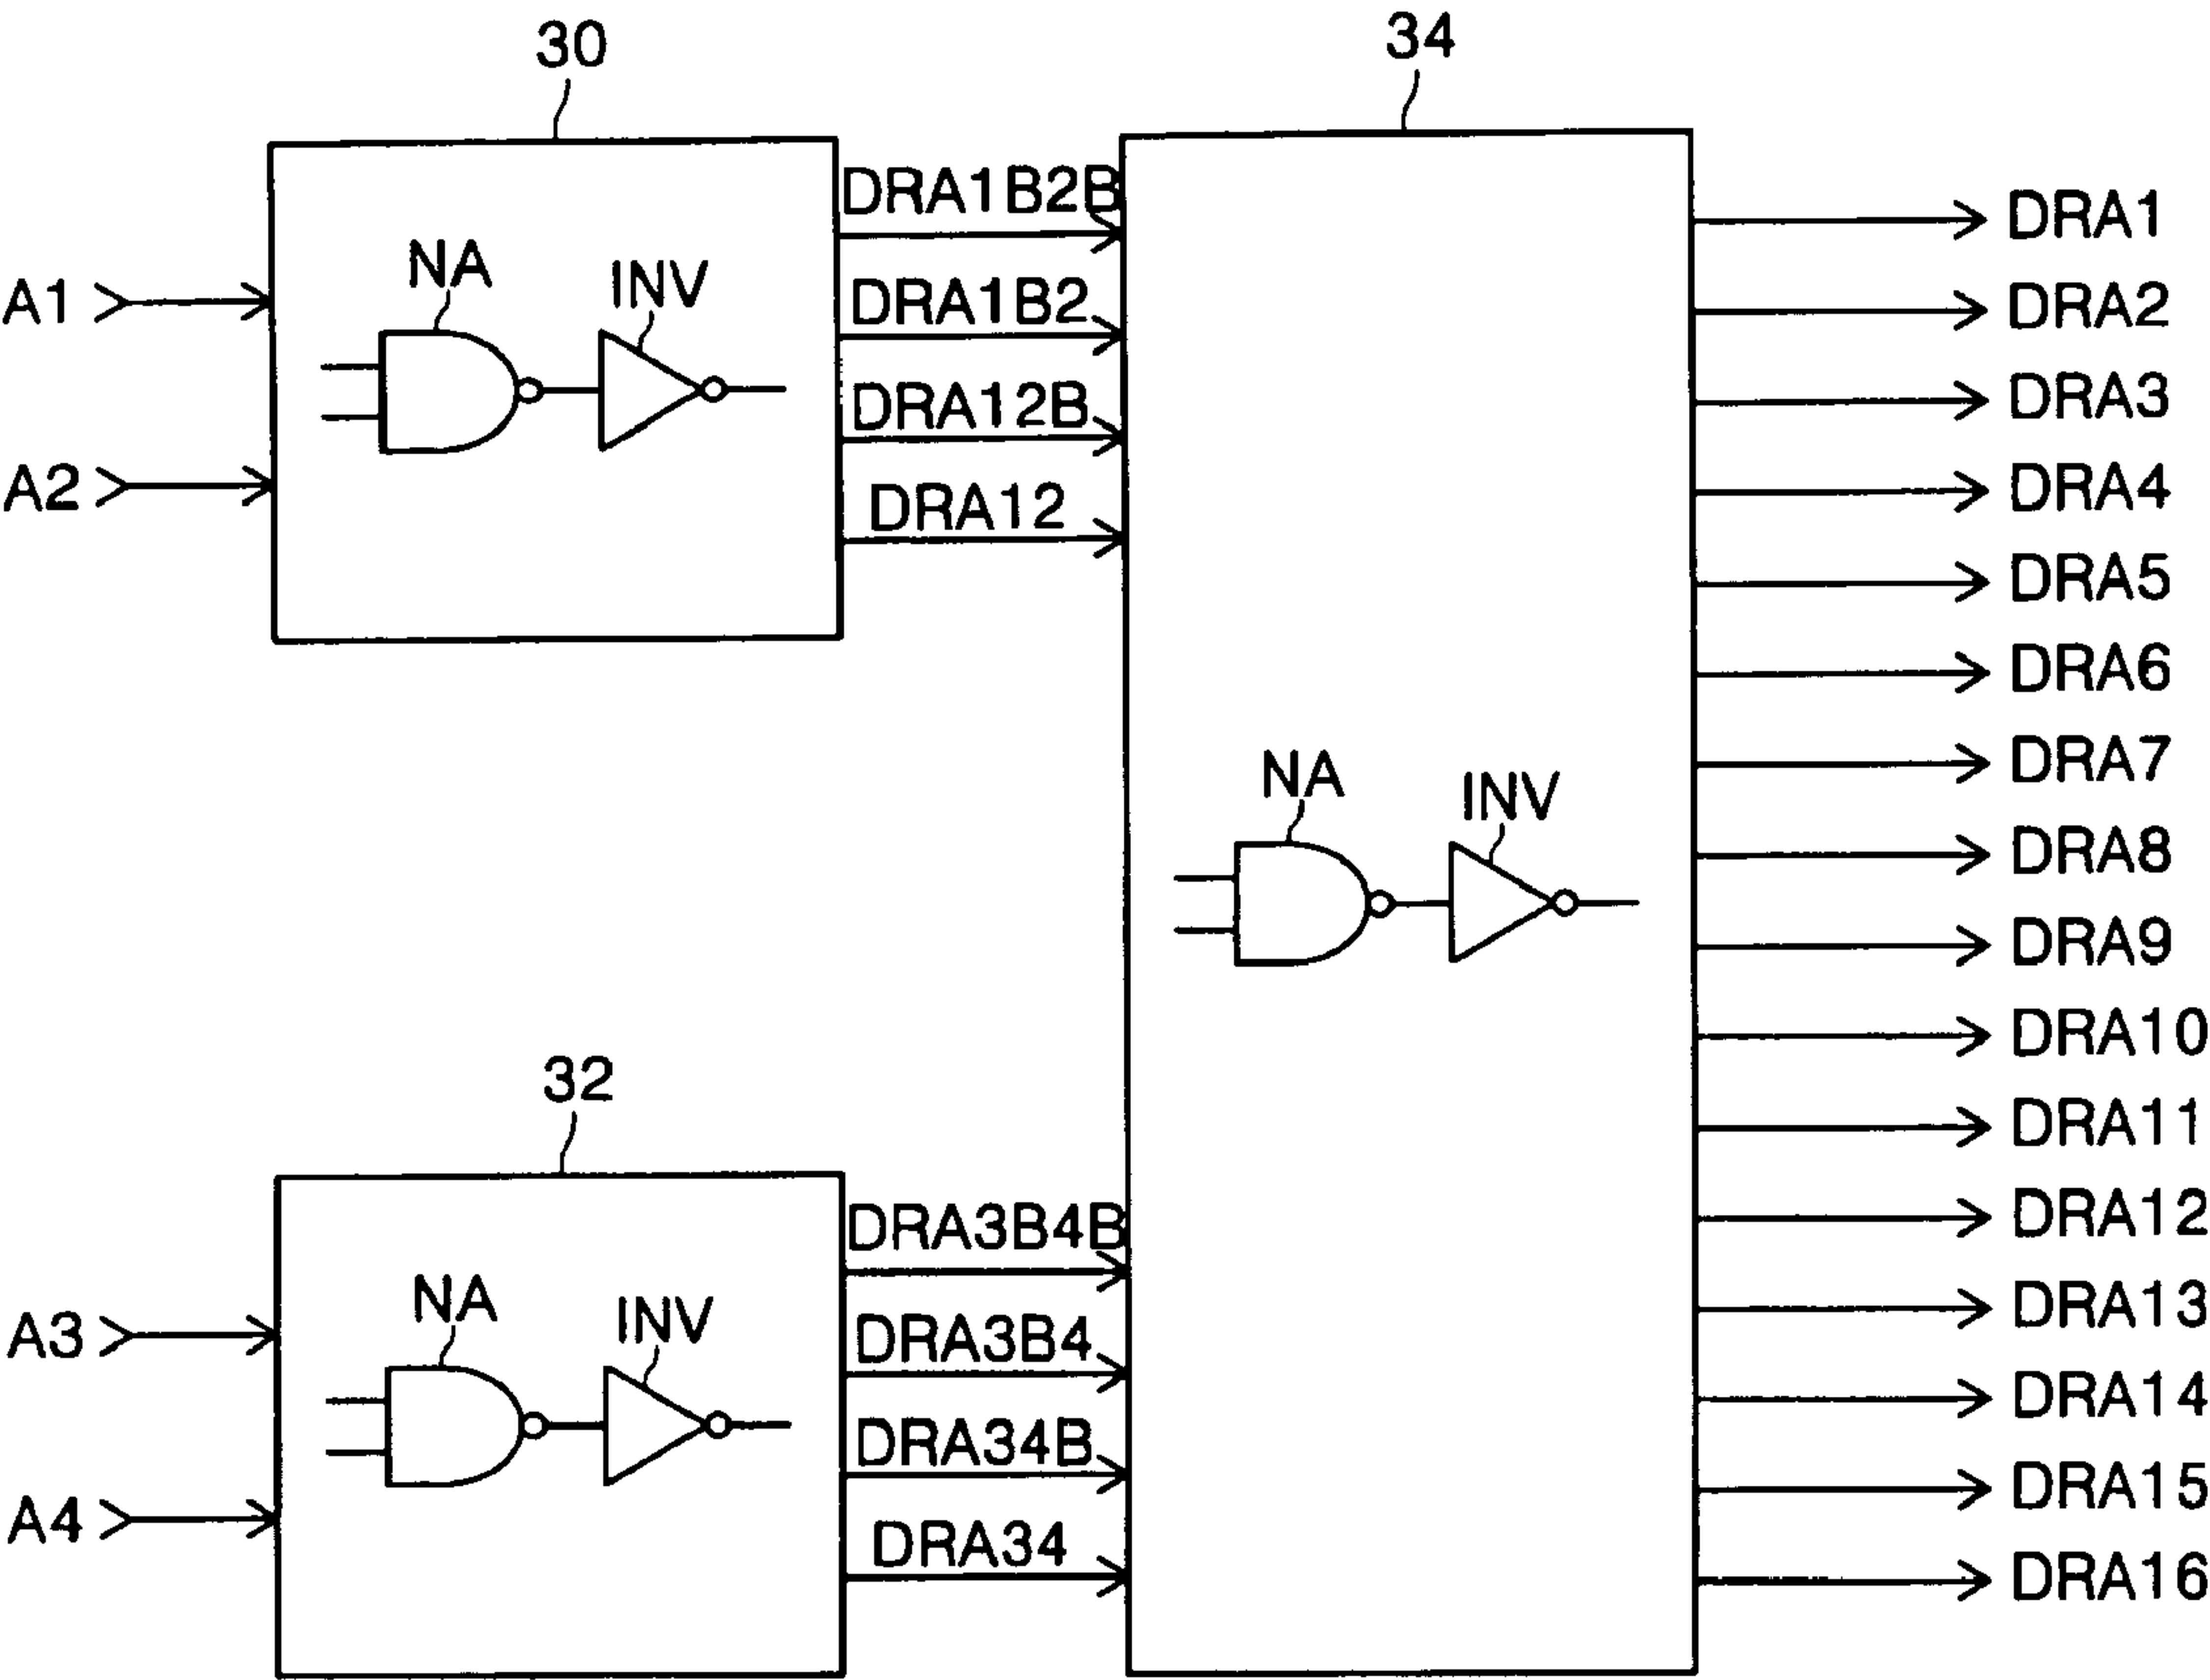 30
34
DRA1B2B
DRA1
NA
INV
A1
DRA1B2
DRA2
DRA12B
DRA3
A2
DRA12
DRA4
DRA5
DRA6
NA
INV
DRA7
DRA8
DRA9
DRA10
32
DRA11
DRA3B4B
DRA12
NA
INV
A3
DRA3B4
DRA13
DRA34B
DRA14
A4
DRA34
DRA15
DRA16